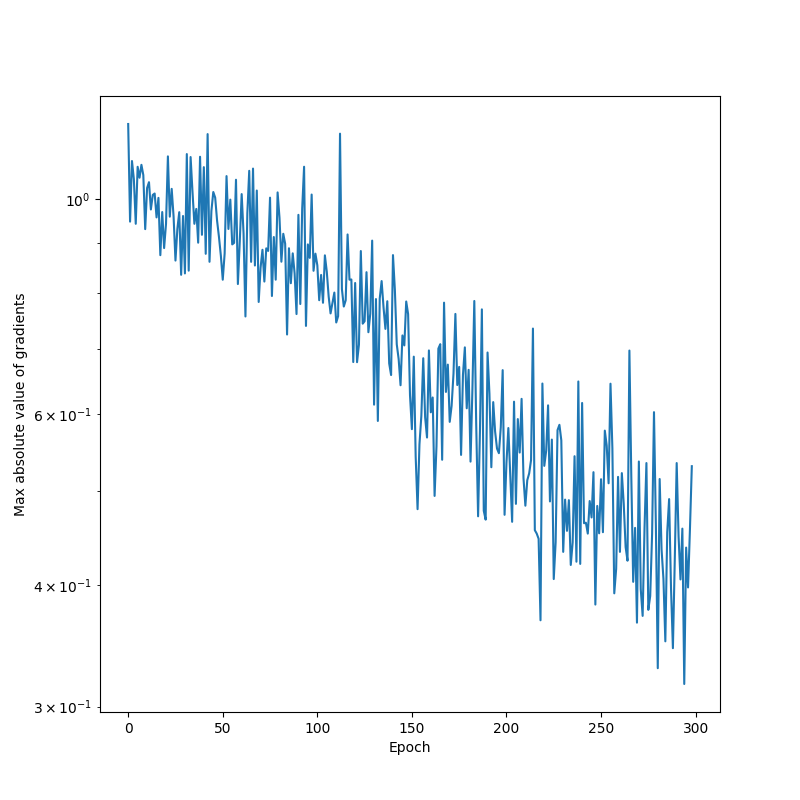 Max absolute value of gradients
10⁰
6 × 10⁻¹
4 × 10⁻¹
3 × 10⁻¹
0 50 100 150 200 250 300
Epoch